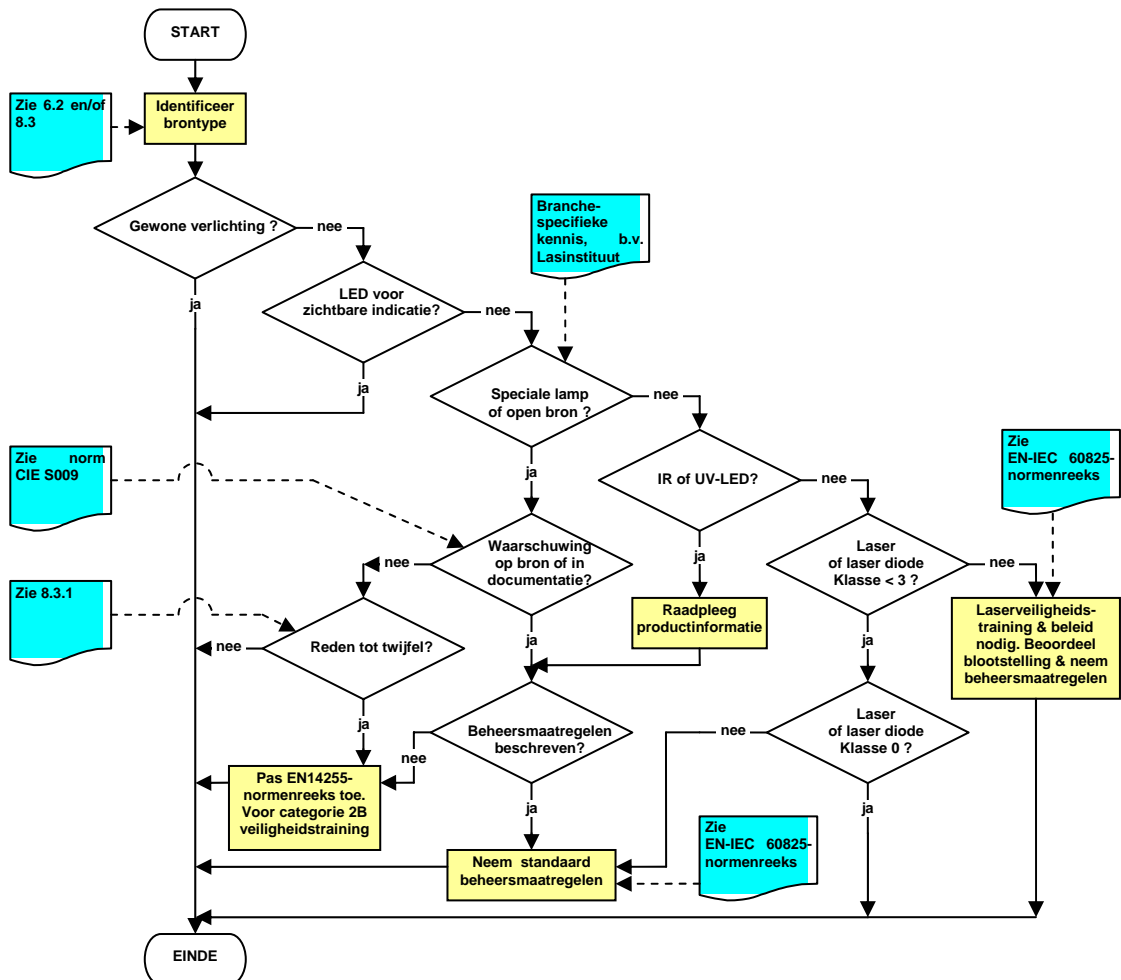 START
Zie 6.2 en/of
8.3
Identificeer
brontype
Gewone verlichting ?
nee
ja
Branche-
specifieke
kennis, b.v.
Lasinstituut
LED voor
zichtbare indicatie?
nee
ja
Speciale lamp
of open bron ?
nee
ja
Zie norm
CIE S009
IR of UV-LED?
nee
ja
Zie
EN-IEC 60825-
normenreeks
Waarschuwing
op bron of in
documentatie?
nee
ja
Laser
of laser diode
Klasse < 3 ?
nee
ja
Zie 8.3.1
Reden tot twijfel?
nee
ja
Raadpleeg
productinformatie
Laserveiligheids-
training & beleid
nodig. Beoordeel
blootstelling & neem
beheersmaatregelen
Beheersmaatregelen
beschreven?
nee
ja
Laser
of laser diode
Klasse 0 ?
nee
ja
Pas EN14255-
normenreeks toe.
Voor categorie 2B
veiligheidstraining
Neem standaard
beheersmaatregelen
Zie
EN-IEC 60825-
normenreeks
EINDE